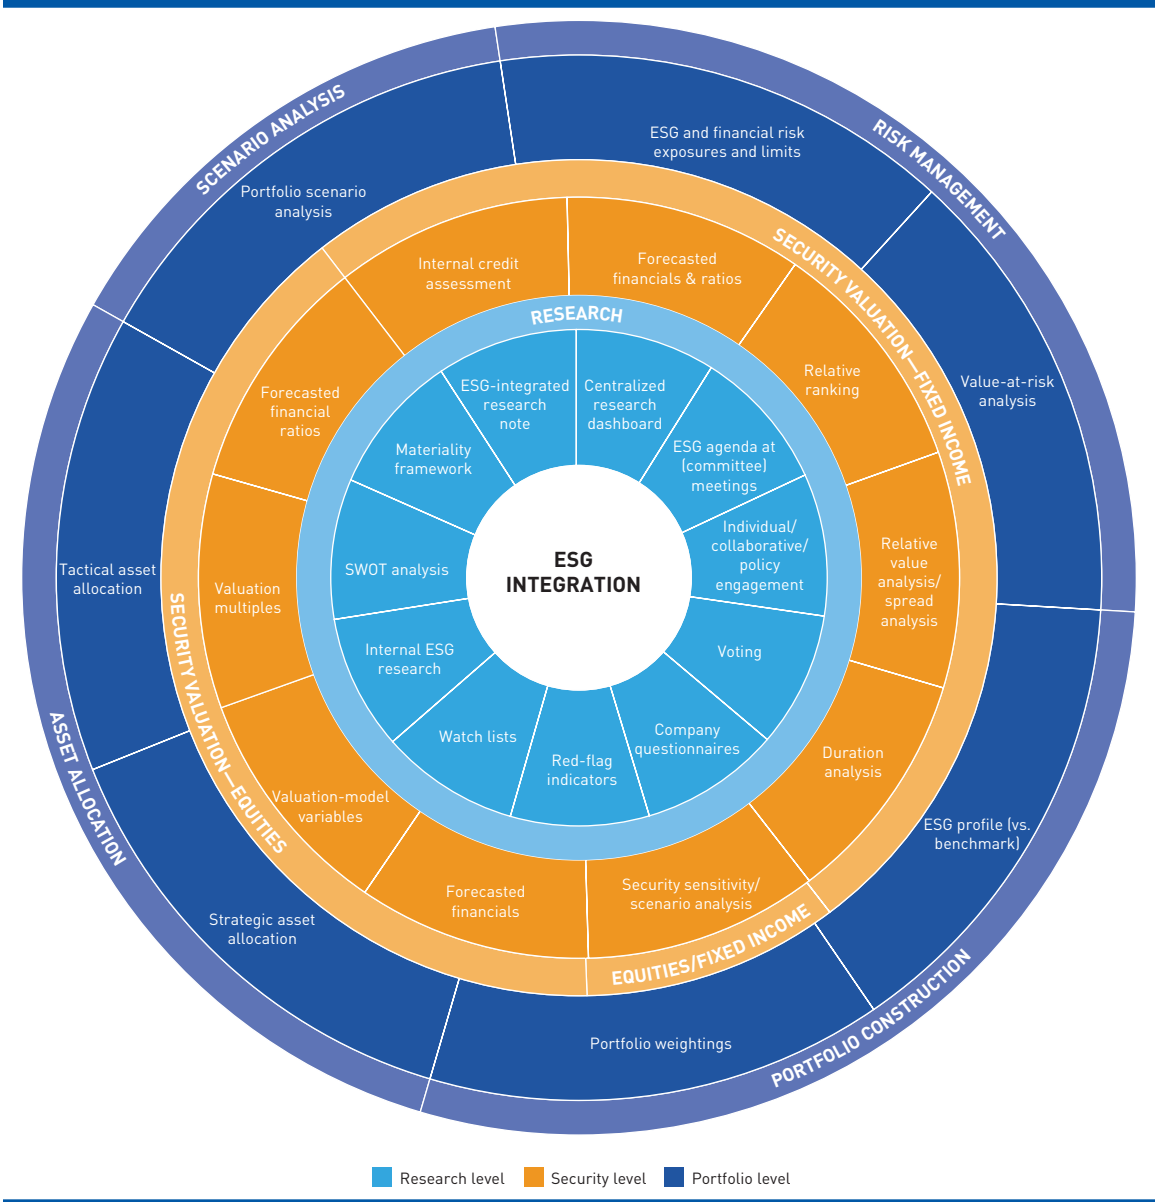 SCENARIO ANALYSIS
RISK MANAGEMENT
ESG and financial risk
exposures and limits
Portfolio scenario
analysis
Value-at-risk
analysis
Tactical asset
allocation
ASSET ALLOCATION
ESG profile (vs.
benchmark)
Strategic asset
allocation
Portfolio weightings
PORTFOLIO CONSTRUCTION
SECURITY VALUATION—FIXED INCOME
Internal credit
assessment
Forecasted
financials & ratios
Relative
ranking
Relative
value
analysis/
spread
analysis
Duration
analysis
SECURITY VALUATION—EQUITIES
Forecasted
financial
ratios
Valuation
multiples
Valuation-model
variables
Forecasted
financials
Security sensitivity/
scenario analysis
EQUITIES/FIXED INCOME
RESEARCH
ESG-integrated
research
note
Centralized
research
dashboard
ESG agenda at
(committee)
meetings
Materiality
framework
Individual/
collaborative/
policy
engagement
SWOT analysis
Voting
Internal ESG
research
Company
questionnaires
Watch lists
Red-flag
indicators
ESG
INTEGRATION
Research level
Security level
Portfolio level